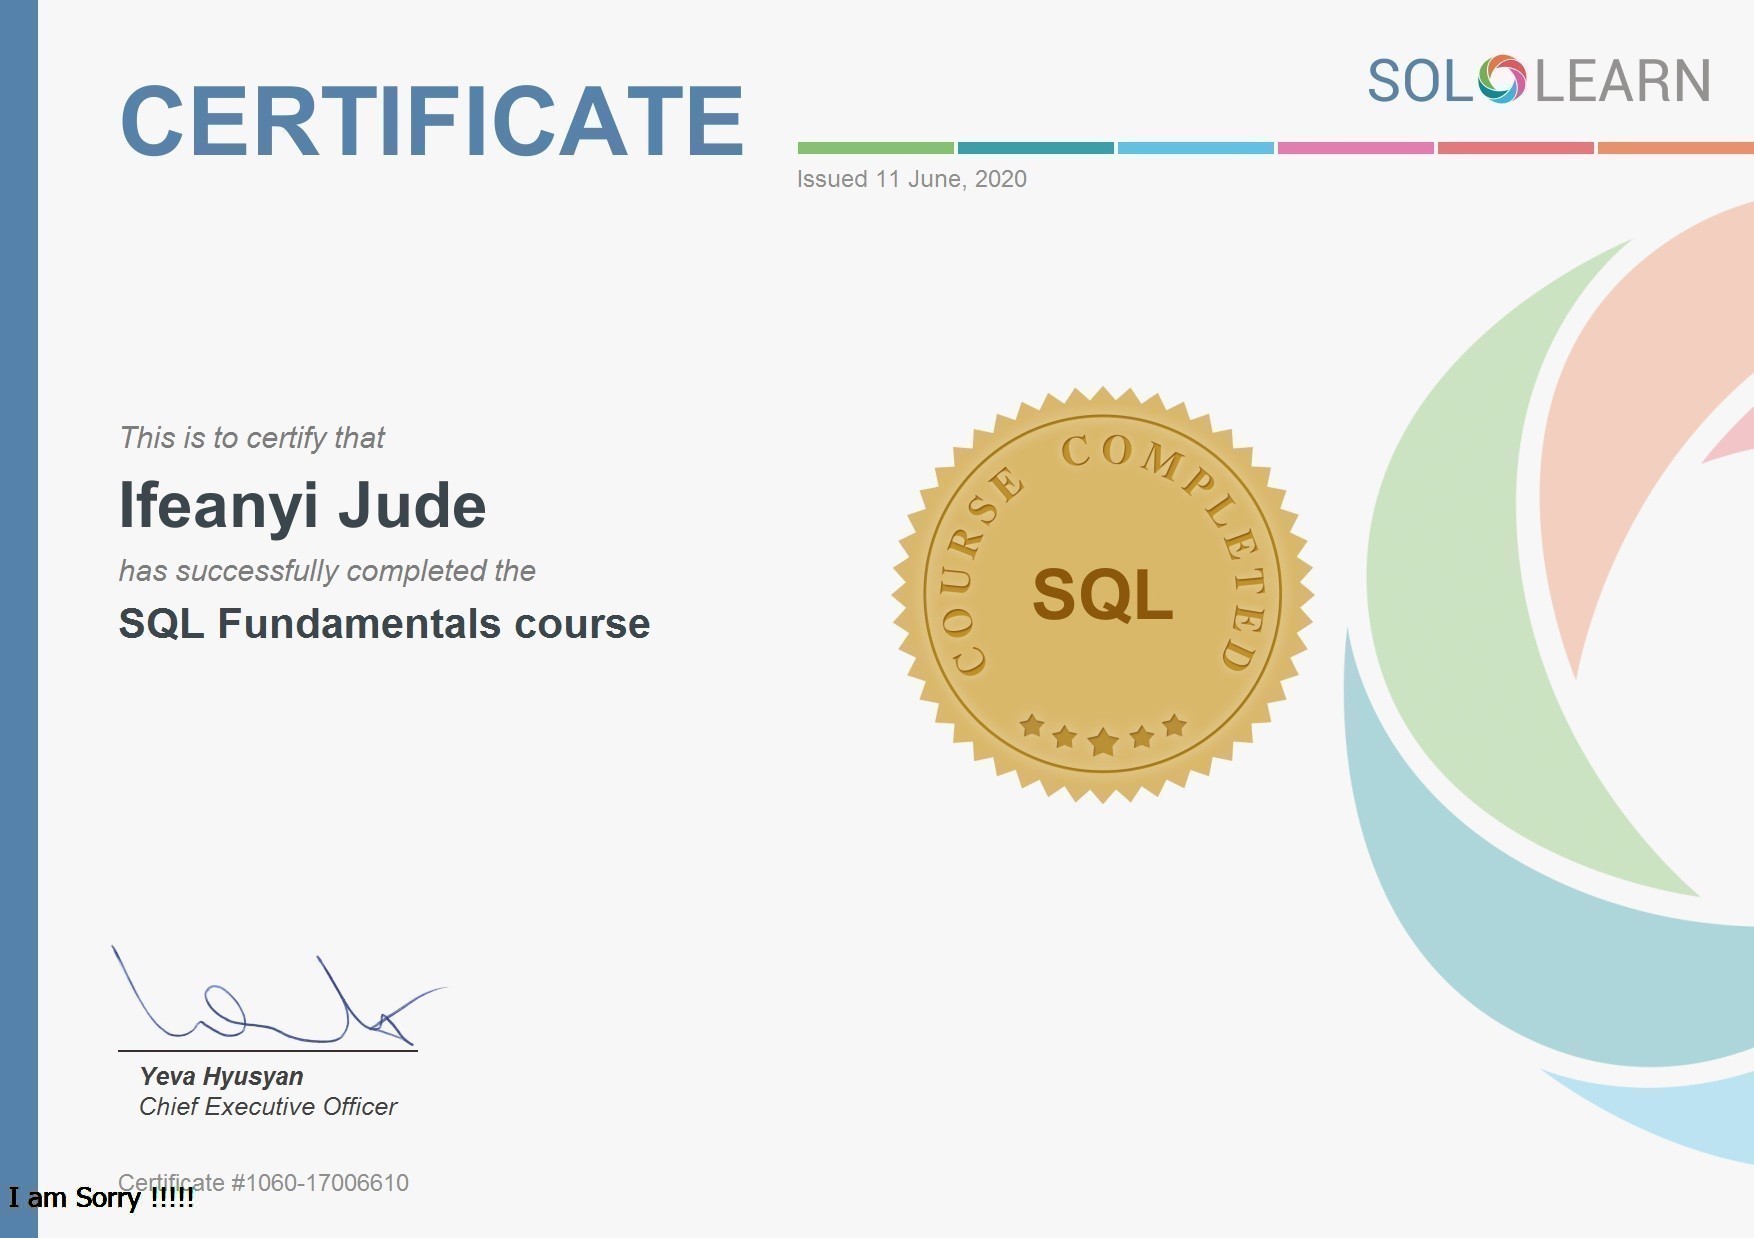 CERTIFICATE
SOLOLEARN
Issued 11 June, 2020
This is to certify that
Ifeanyi Jude
has successfully completed the
SQL Fundamentals course
COURSE COMPLETED
SQL
Yeva Hyusyan
Chief Executive Officer
Certificate #1060-17006610
I am Sorry !!!!!